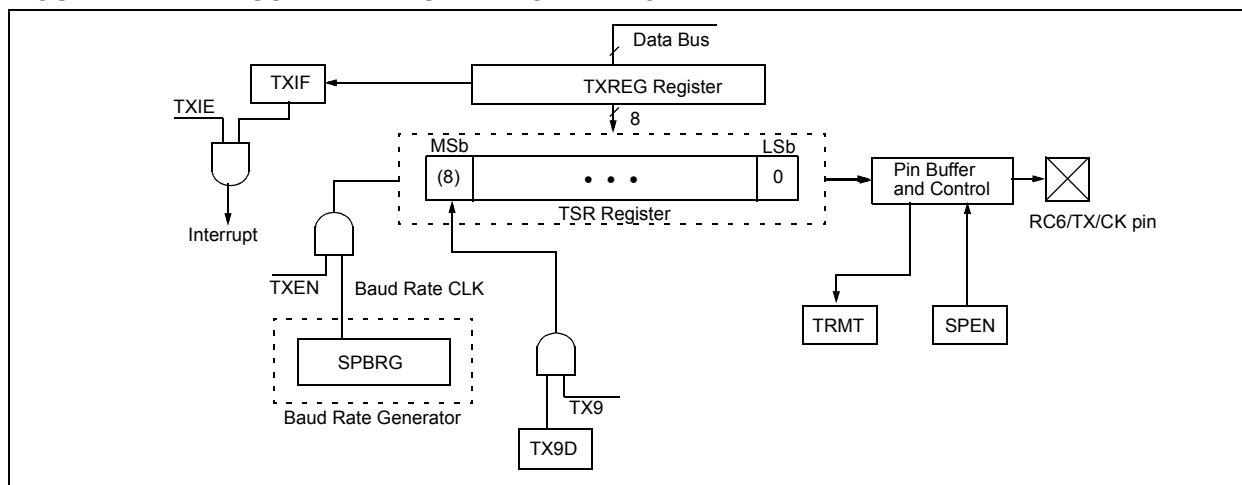 Data Bus
TXIF
TXREG Register
TXIE
8
MSb
LSb
(8)
• • •
0
Pin Buffer
and Control
TSR Register
Interrupt
RC6/TX/CK pin
TXEN
Baud Rate CLK
TRMT
SPEN
SPBRG
Baud Rate Generator
TX9
TX9D